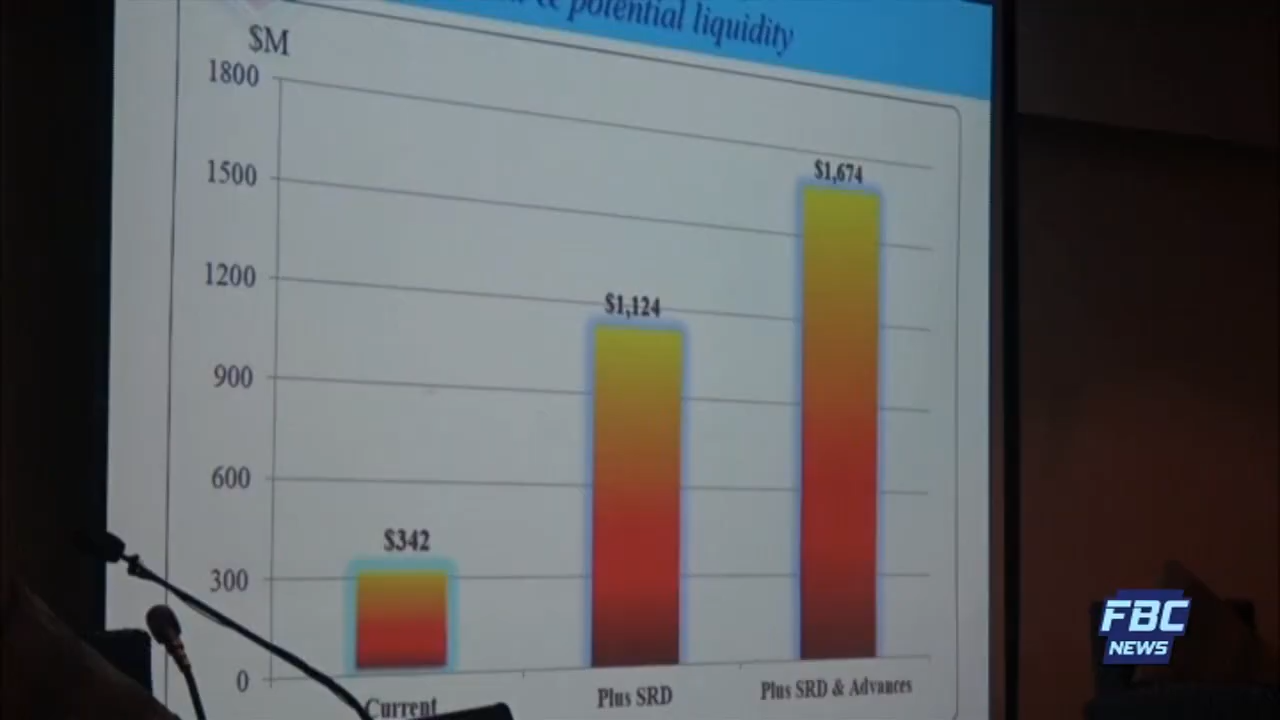 & potential liquidity
$M
1800
1500
1200
900
600
300
0
$342
$1,124
$1,674
Current
Plus SRD
Plus SRD & Advances
FBC
NEWS